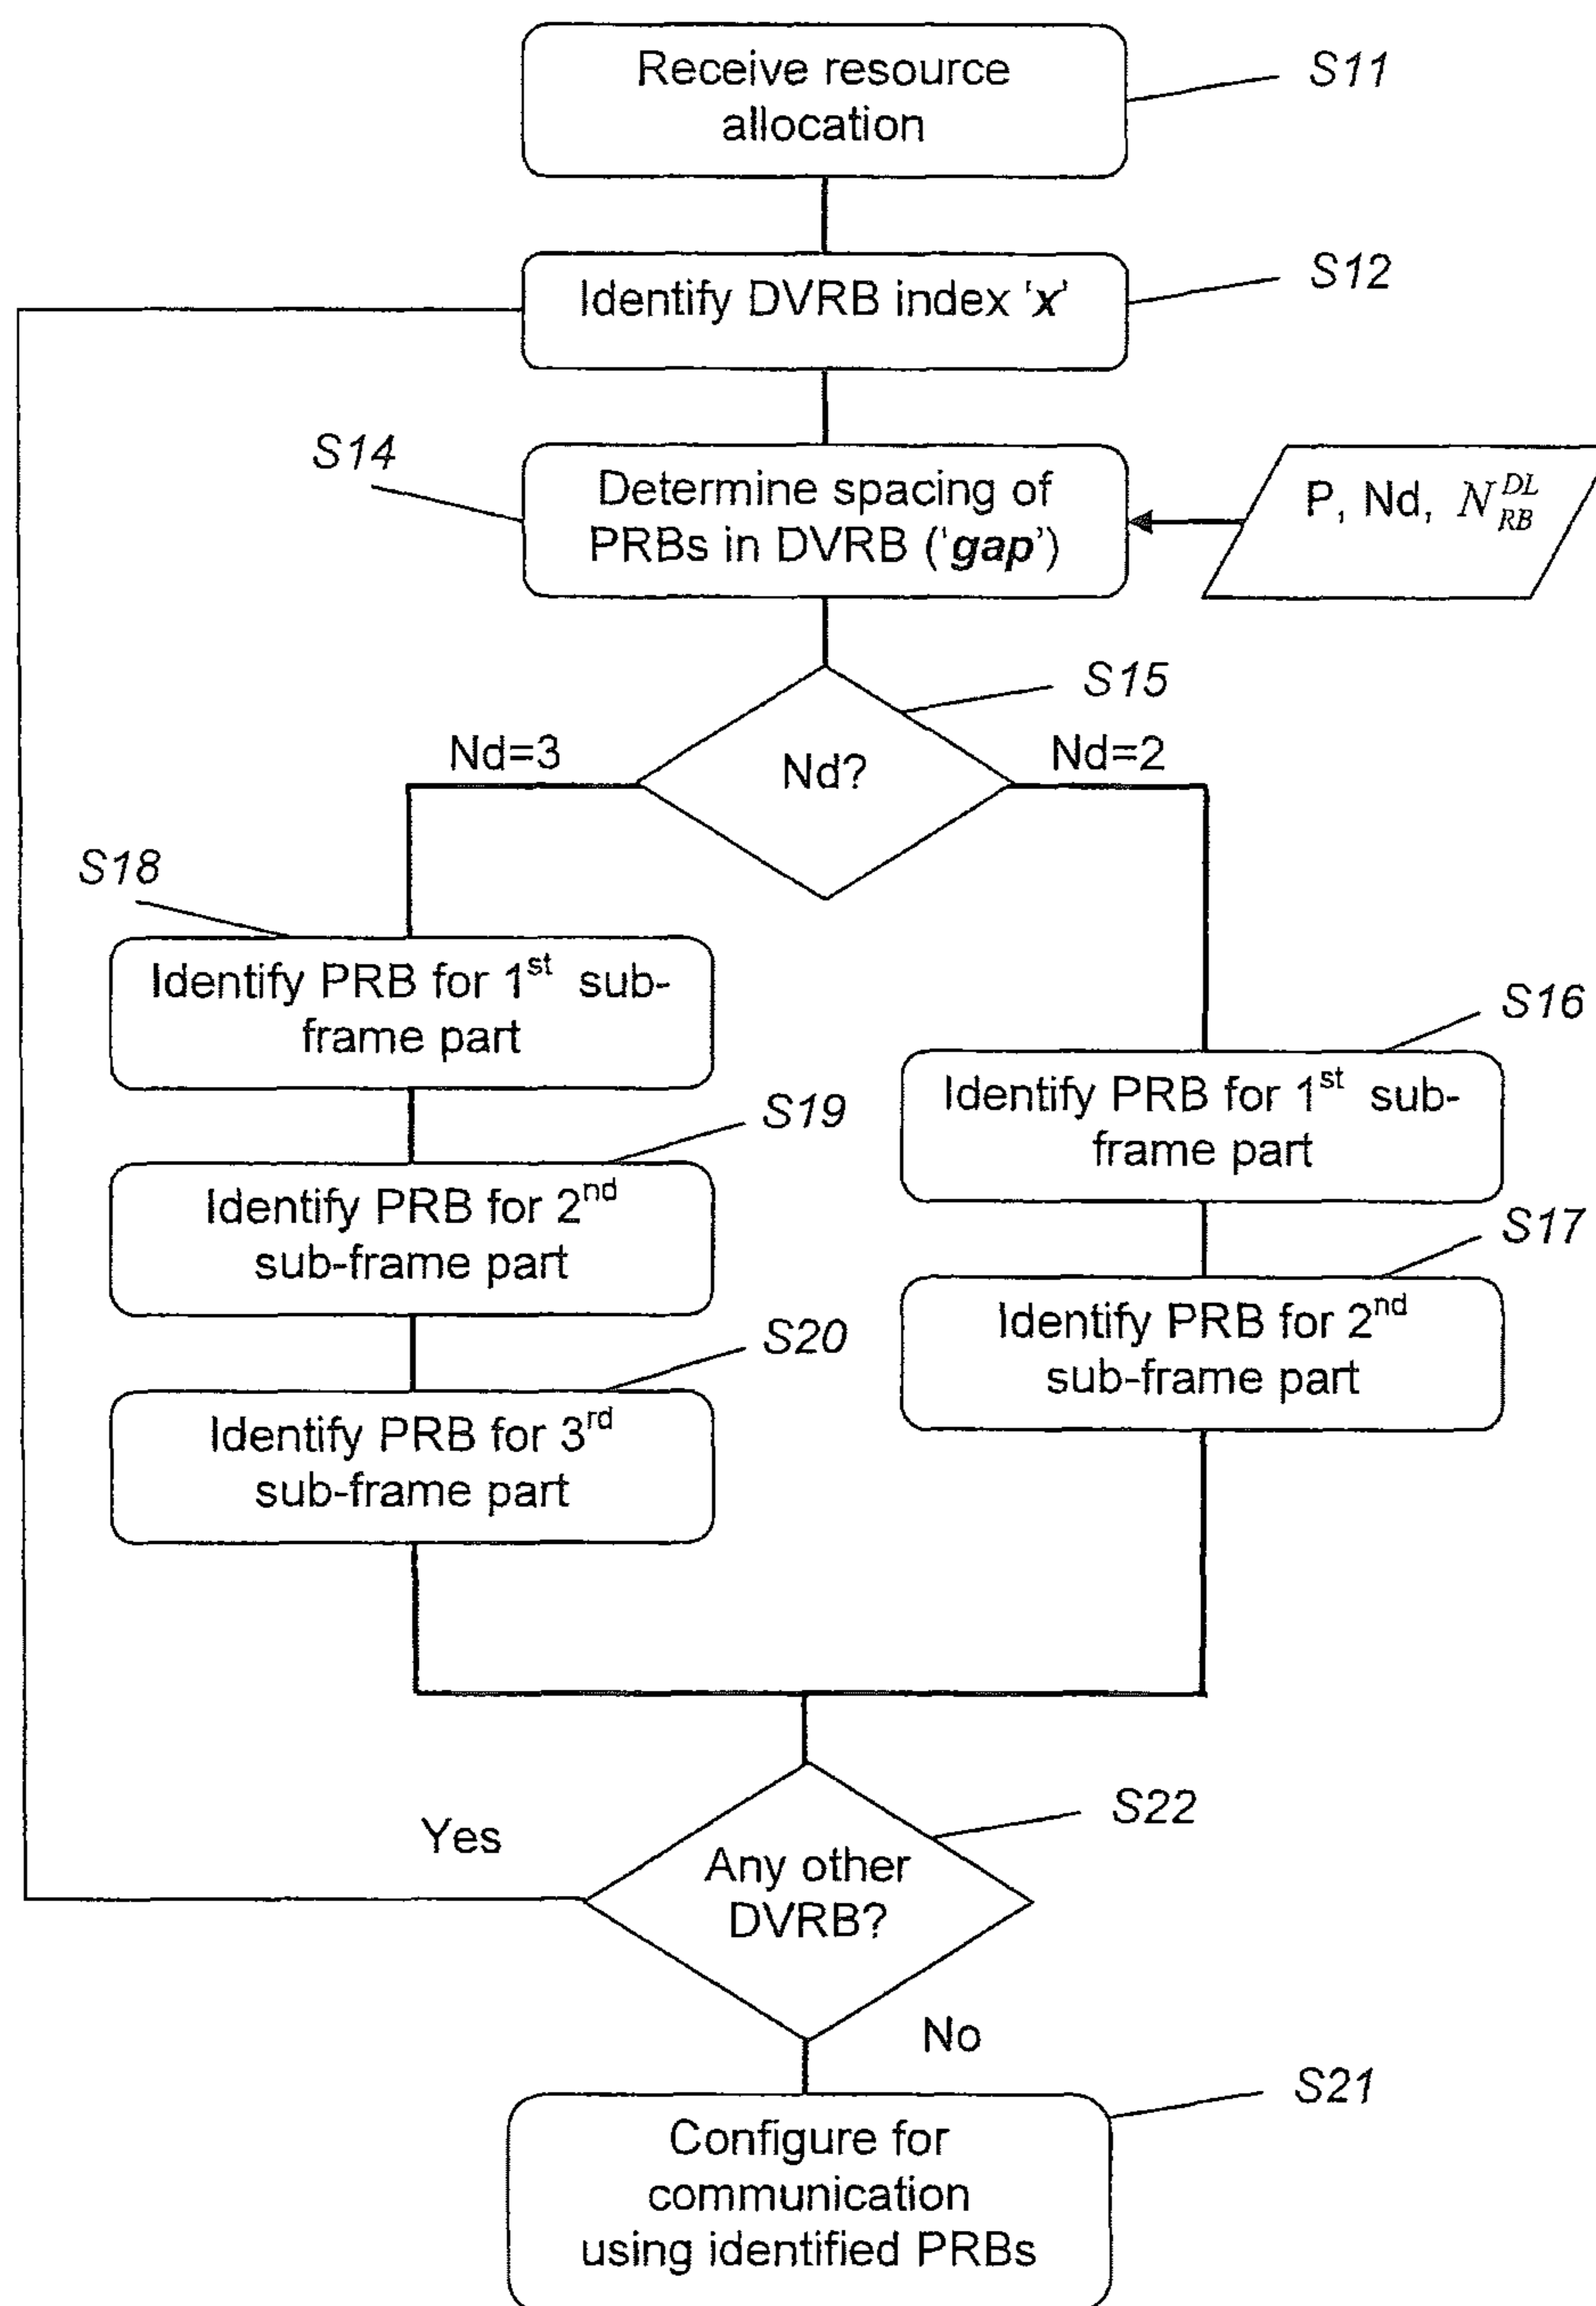 Receive resource
allocation
S11
Identify DVRB index 'x'
S12
S14
Determine spacing of
PRBs in DVRB ('gap')
P, Nd, N_{RB}^{DL}
S15
Nd=3
Nd?
Nd=2
S18
Identify PRB for 1st sub-
frame part
S16
Identify PRB for 1st sub-
frame part
S19
Identify PRB for 2nd
sub-frame part
S17
Identify PRB for 2nd
sub-frame part
S20
Identify PRB for 3rd
sub-frame part
S22
Yes
Any other
DVRB?
No
S21
Configure for
communication
using identified PRBs